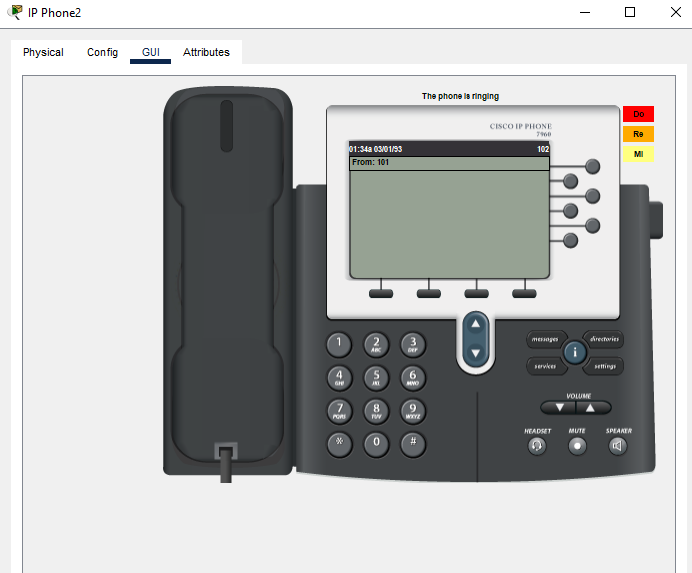 IP Phone2
Physical Config GUI Attributes
The phone is ringing
Do
CISCO IP PHONE
7960
Re
01:34a 03/01/93 102
Mi
From: 101
1 2 ABC 3 DEF
messages directories
i
4 GHI 5 JKL 6 MNO
services settings
7 PQRS 8 TUV 9 WXYZ
VOLUME
* 0 #
HEADSET MUTE SPEAKER